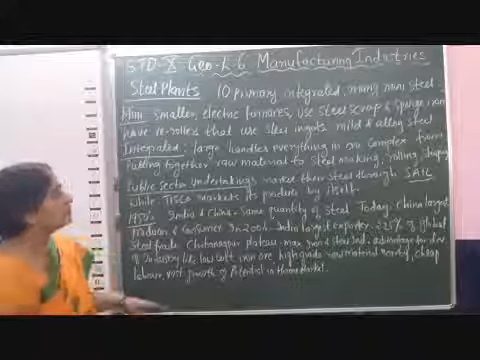 STD-X Geo-L-6 Manufacturing Industries
Steel Plants 10 primary integrated, many mini steel
Mini smaller, electric furnaces, use steel scrap & sponge iron
have re-rollers that use steel ingots mild & alloy steel
Integrated: large handles everything in one complex from
putting together raw material to steel making, rolling shaping
Public Sector undertakings market their steel through SAIL
while TISCO markets its produce by itself.
1950's India & China - same quantity of steel Today, China largest
producer & consumer In 2004 - India largest exporter - 2.25% of global
Steel trade Chotanagpur plateau - max iron & steel ind. - advantage for dev
of Industry like low cost iron ore high grade raw material nearby, cheap
labour, vast growth of Potential in Home Market.